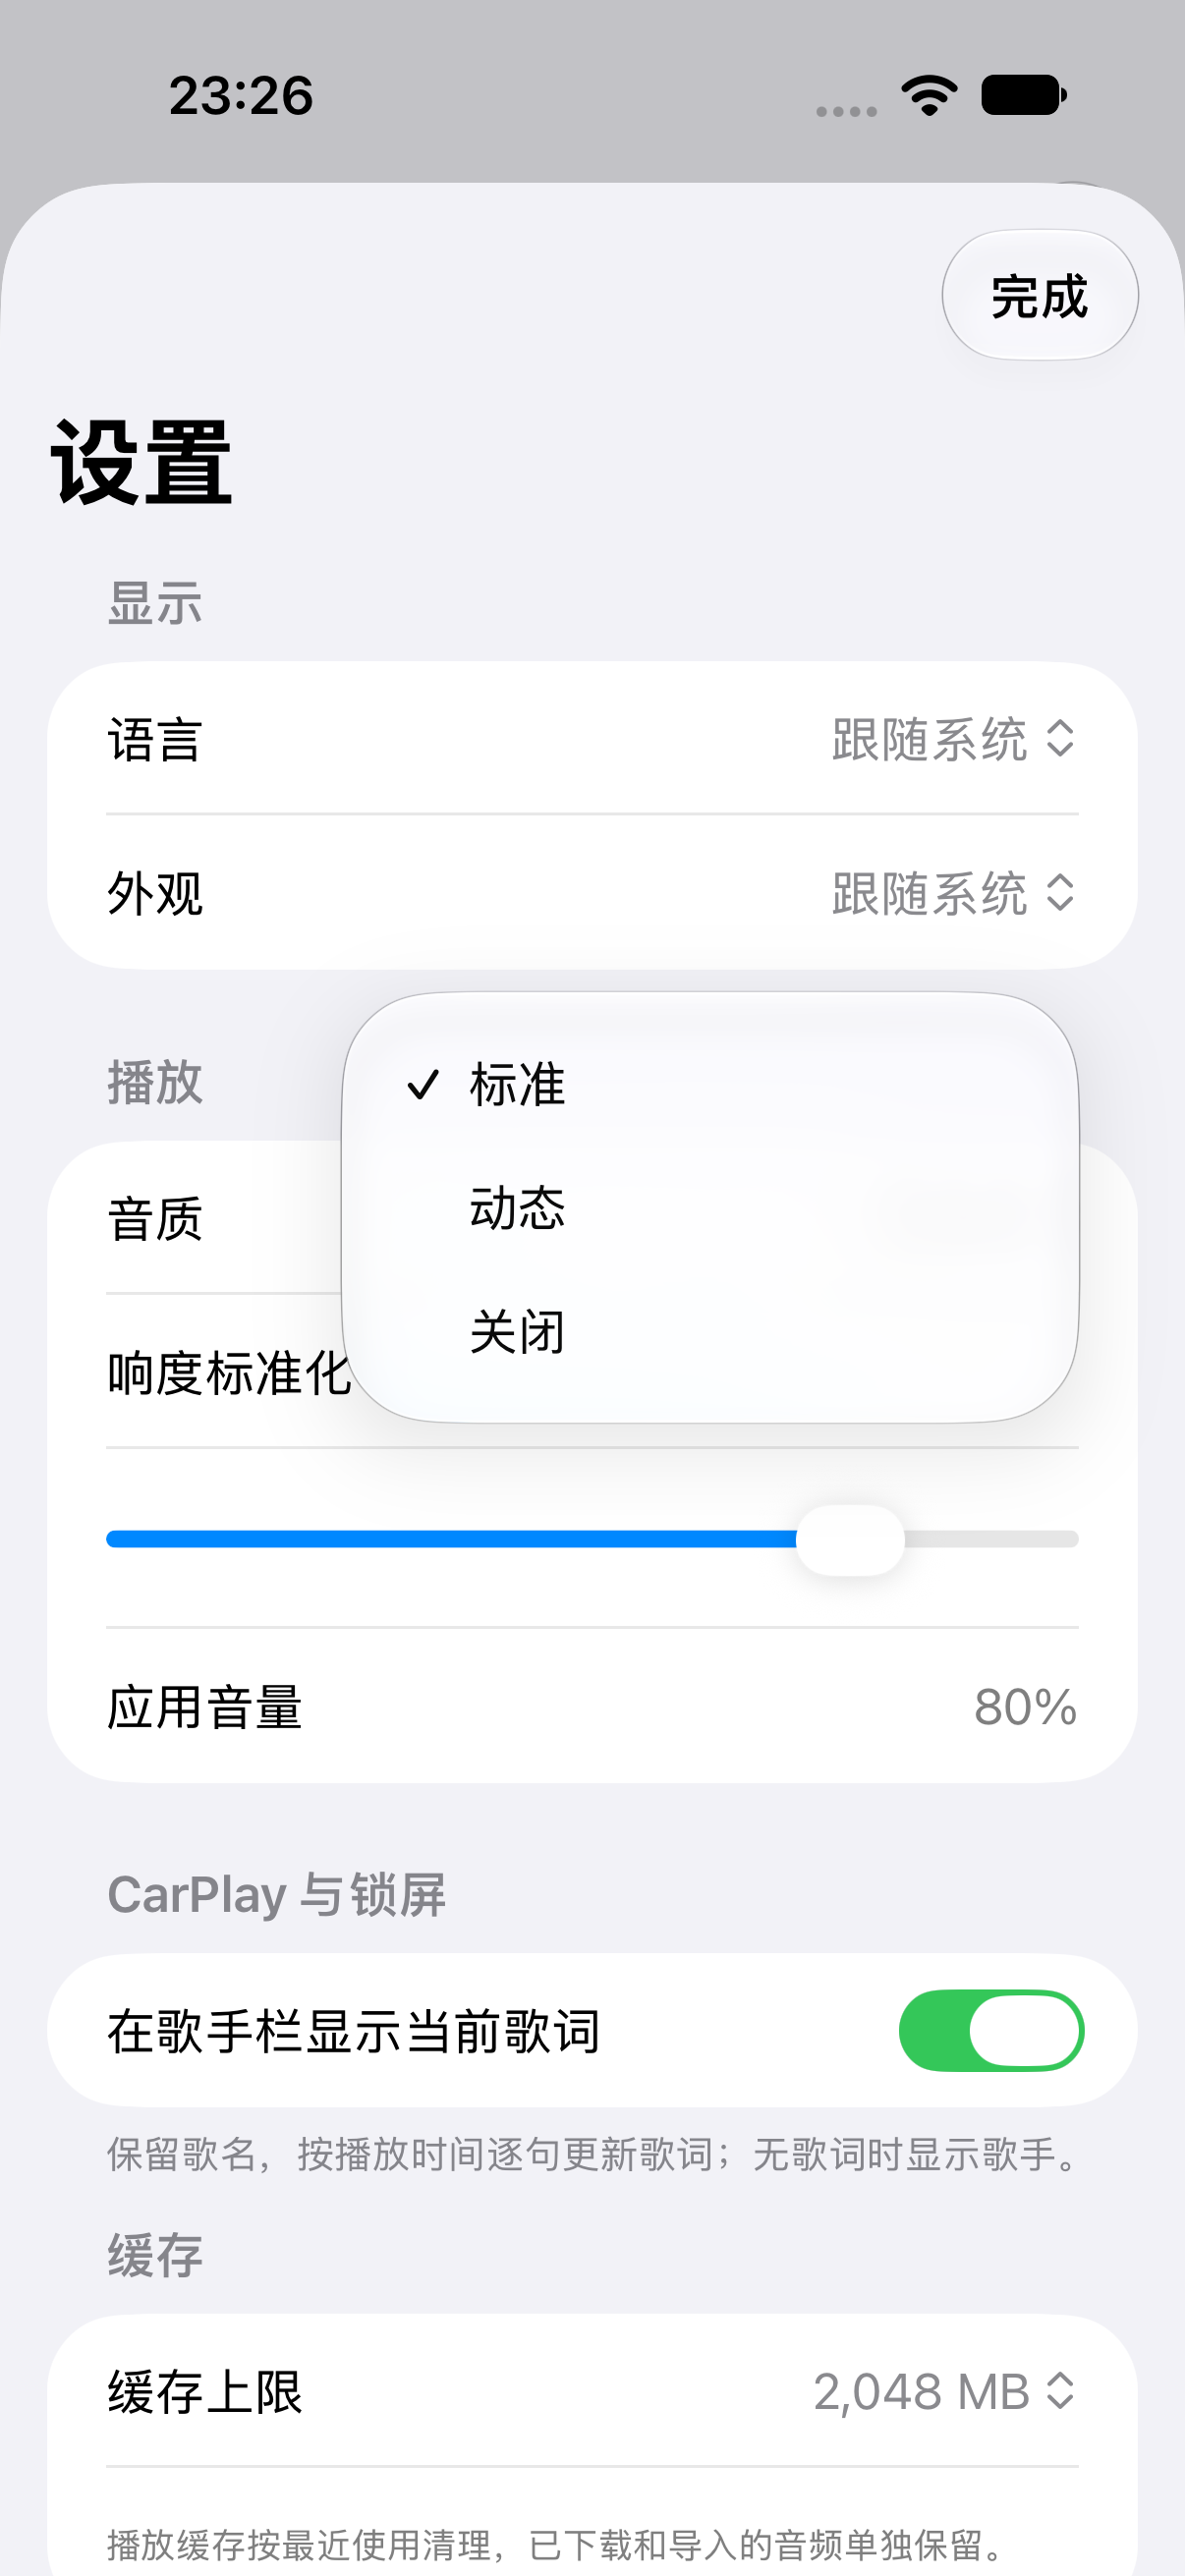 23:26
完成
设置
显示
语言 跟随系统
外观 跟随系统
播放
标准
动态
关闭
音质
响度标准化
应用音量 80%
CarPlay 与锁屏
在歌手栏显示当前歌词
保留歌名，按播放时间逐句更新歌词；无歌词时显示歌手。
缓存
缓存上限 2,048 MB
播放缓存按最近使用清理，已下载和导入的音频单独保留。